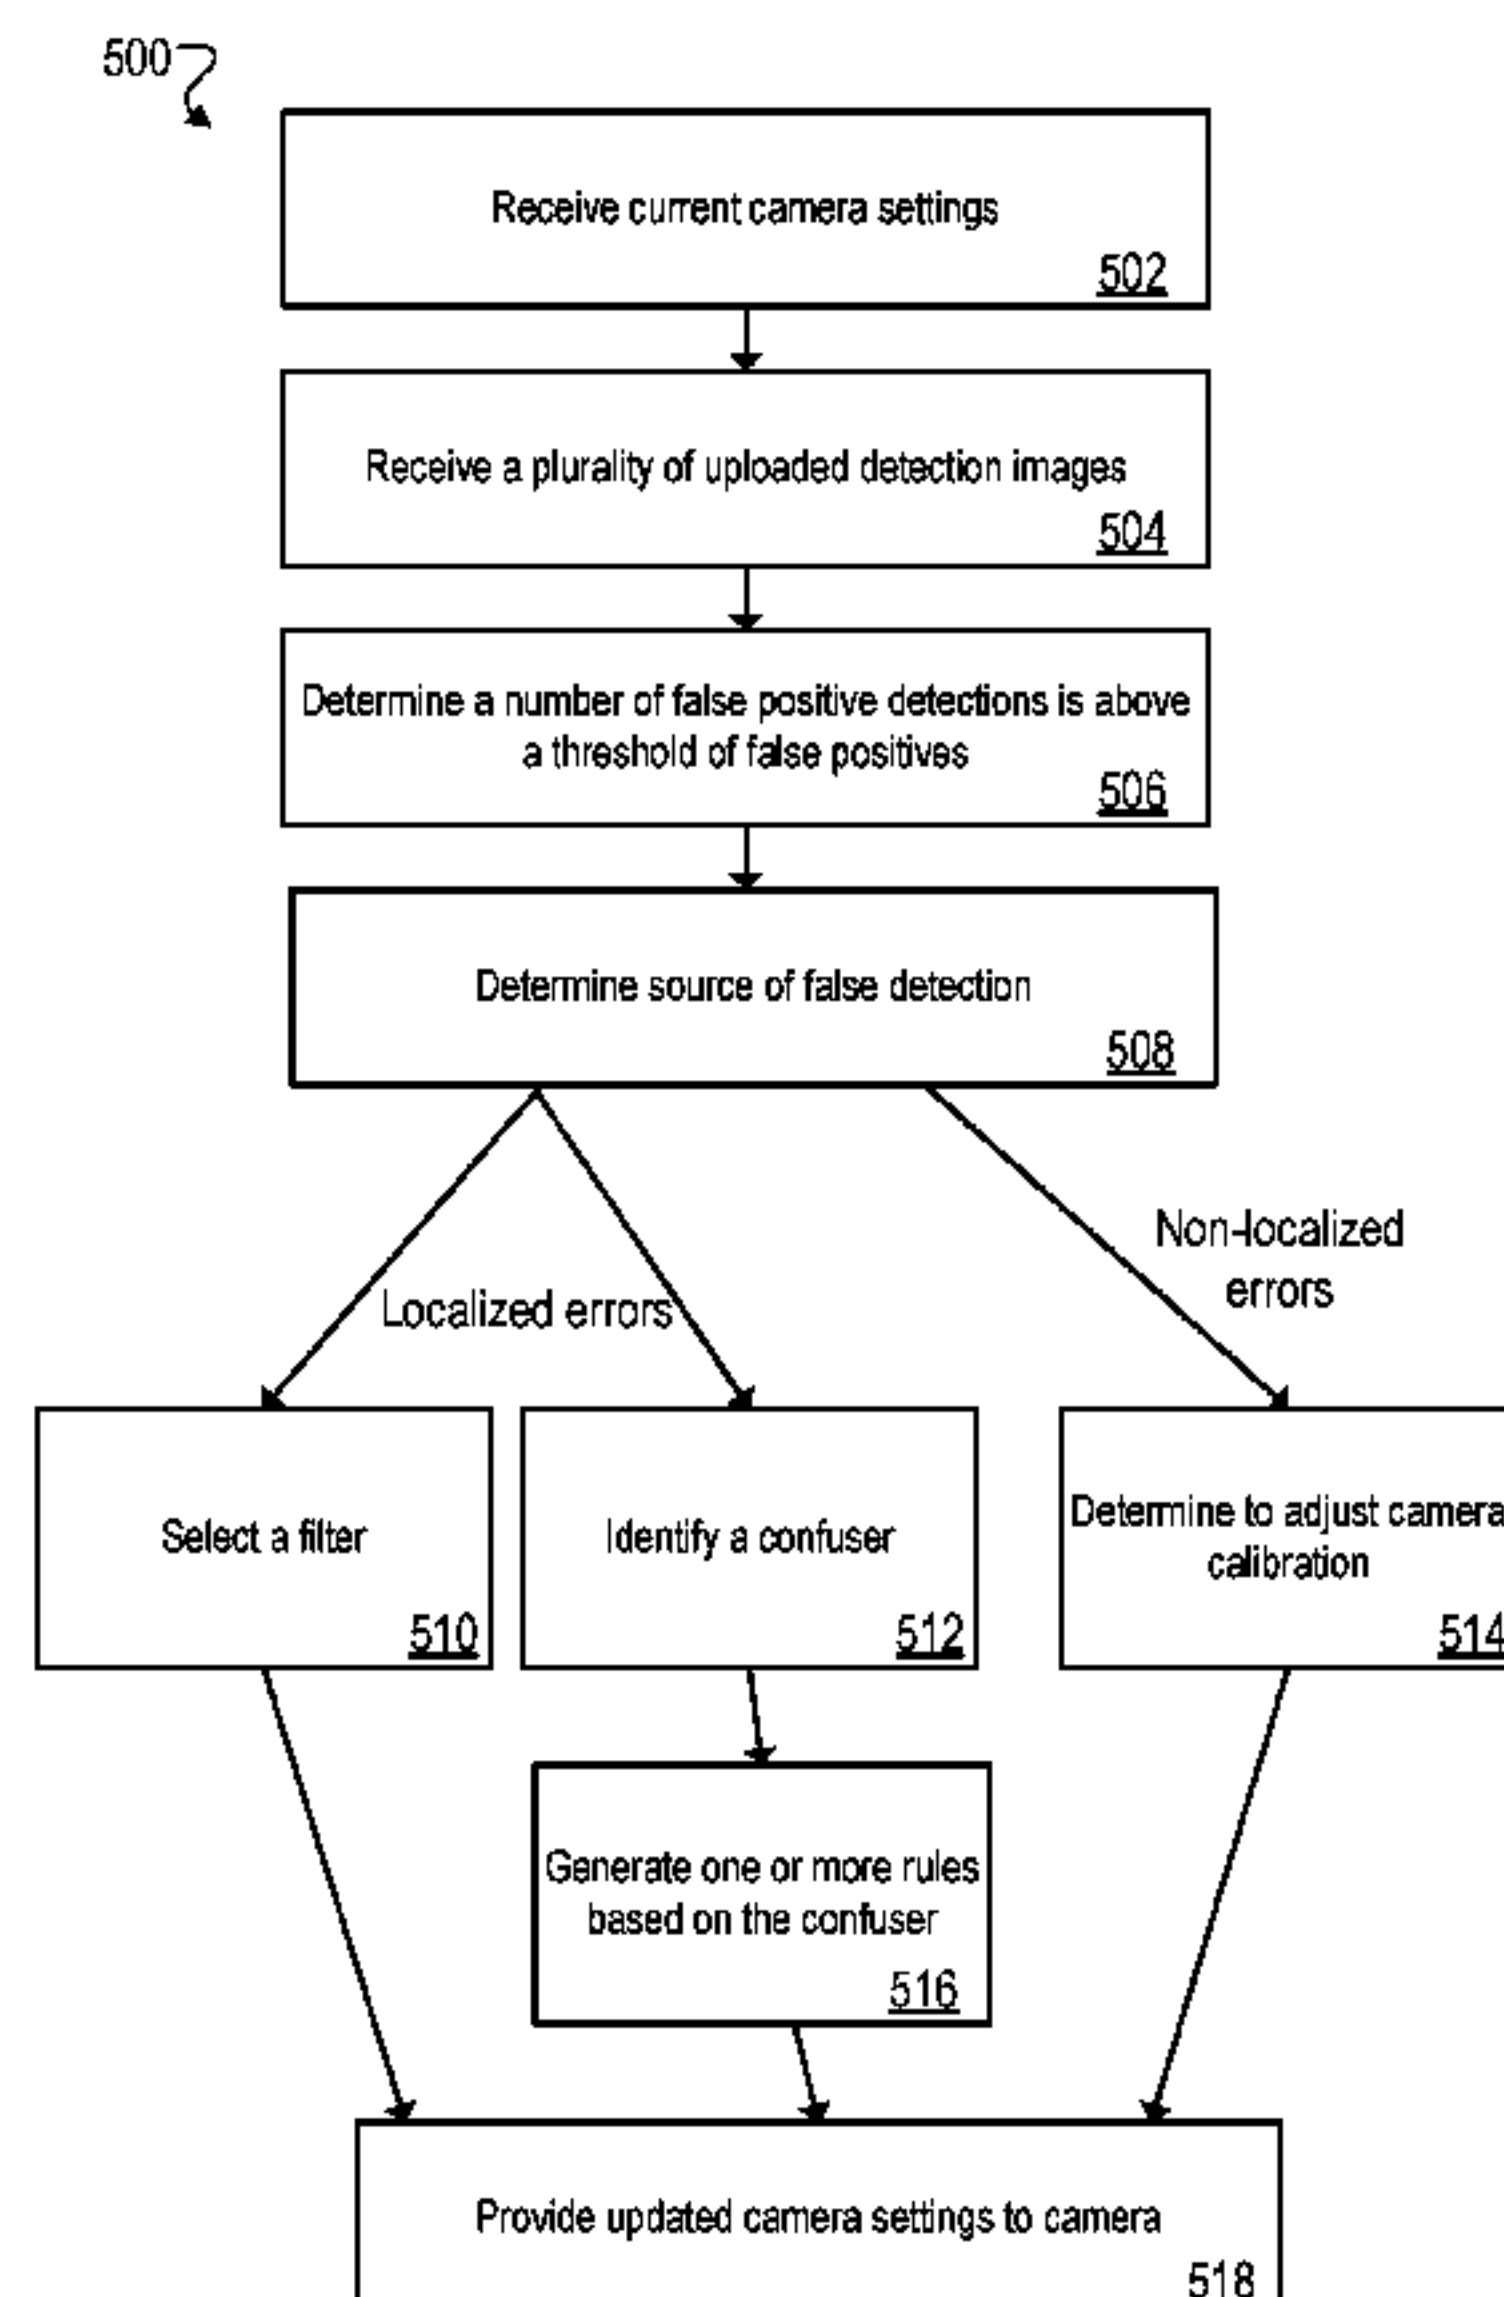 500
Receive current camera settings
502
Receive a plurality of uploaded detection images
504
Determine a number of false positive detections is above
a threshold of false positives
506
Determine source of false detection
508
Non-localized
errors
Localized errors
Select a filter
510
Identify a confuser
512
Determine to adjust camera
calibration
514
Generate one or more rules
based on the confuser
516
Provide updated camera settings to camera
518